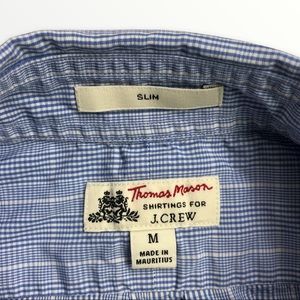 SLIM
Thomas Mason
SHIRTINGS FOR
J.CREW
M
MADE IN
MAURITIUS